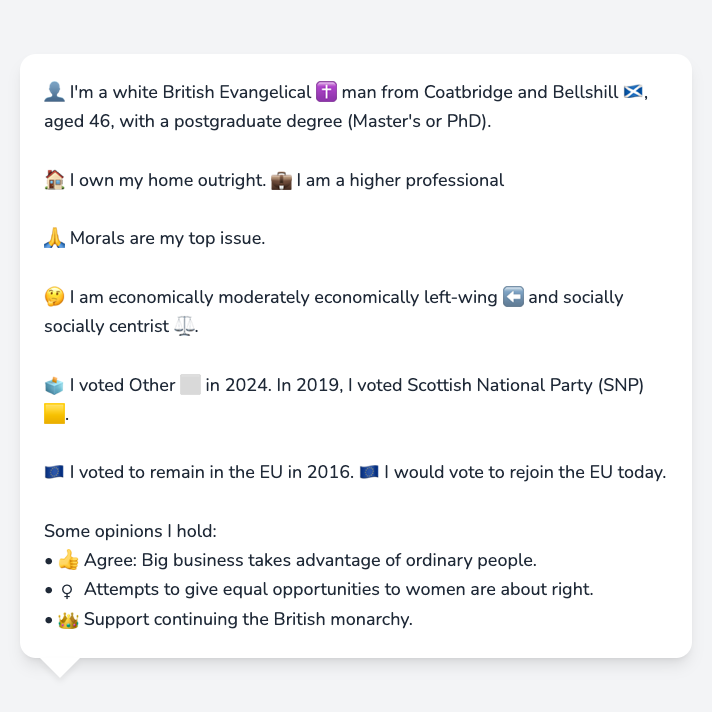 👤 I'm a white British Evangelical ✝️ man from Coatbridge and Bellshill 🏴󠁧󠁢󠁳󠁣󠁴󠁿,
aged 46, with a postgraduate degree (Master's or PhD).
🏠 I own my home outright. 💼 I am a higher professional
🙏 Morals are my top issue.
🤔 I am economically moderately economically left-wing ⬅️ and socially
socially centrist ⚖️.
🗳️ I voted Other ⬜ in 2024. In 2019, I voted Scottish National Party (SNP)
🟨.
🇪🇺 I voted to remain in the EU in 2016. 🇪🇺 I would vote to rejoin the EU today.
Some opinions I hold:
• 👍 Agree: Big business takes advantage of ordinary people.
• ♀ Attempts to give equal opportunities to women are about right.
• 👑 Support continuing the British monarchy.